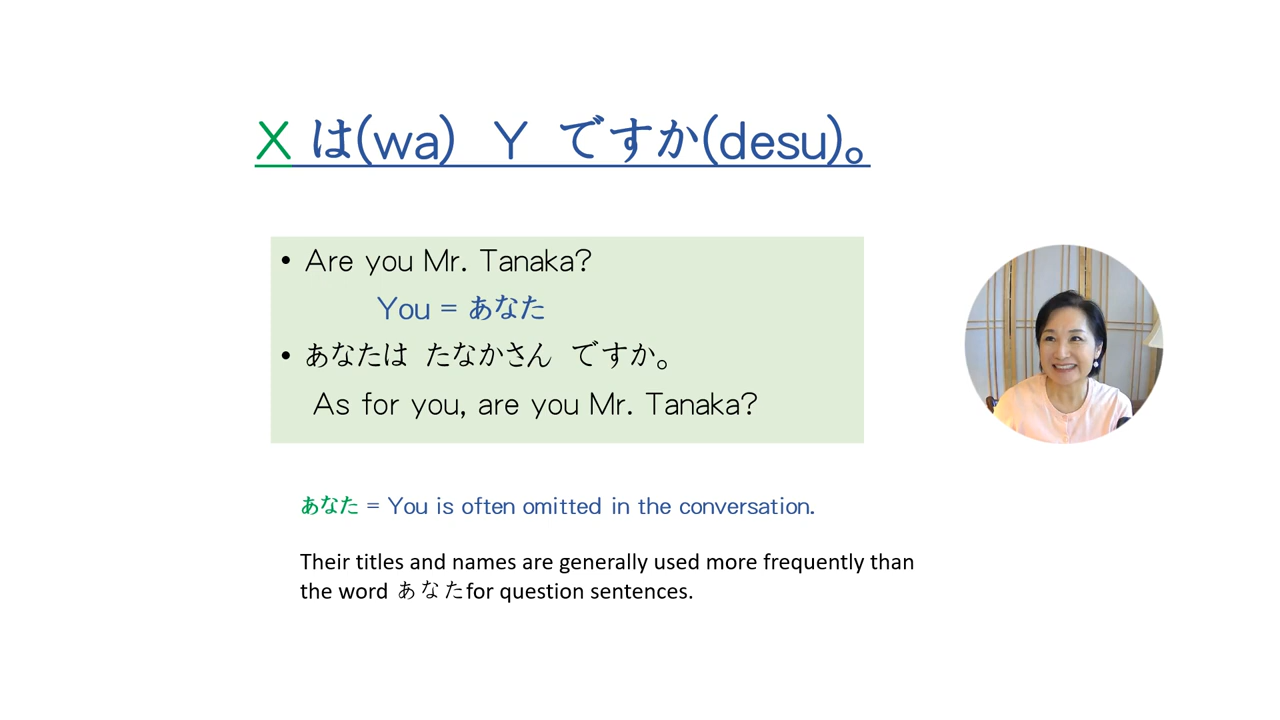 X は(wa) Y ですか(desu)。
• Are you Mr. Tanaka?
You = あなた
• あなたは たなかさん ですか。
As for you, are you Mr. Tanaka?
あなた = You is often omitted in the conversation.
Their titles and names are generally used more frequently than
the word あなたfor question sentences.